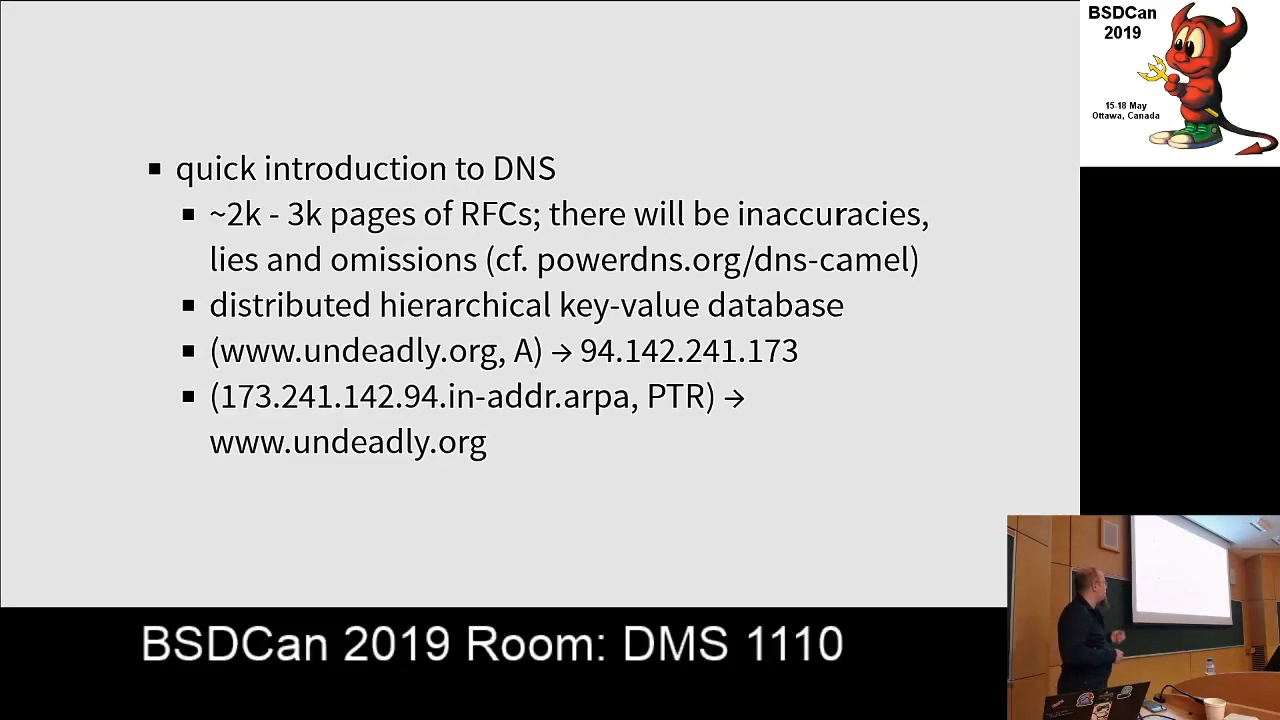 quick introduction to DNS
~2k - 3k pages of RFCs; there will be inaccuracies,
lies and omissions (cf. powerdns.org/dns-camel)
distributed hierarchical key-value database
(www.undeadly.org, A) → 94.142.241.173
(173.241.142.94.in-addr.arpa, PTR) →
www.undeadly.org
BSDCan
2019
15-18 May
Ottawa, Canada
BSDCan 2019 Room: DMS 1110